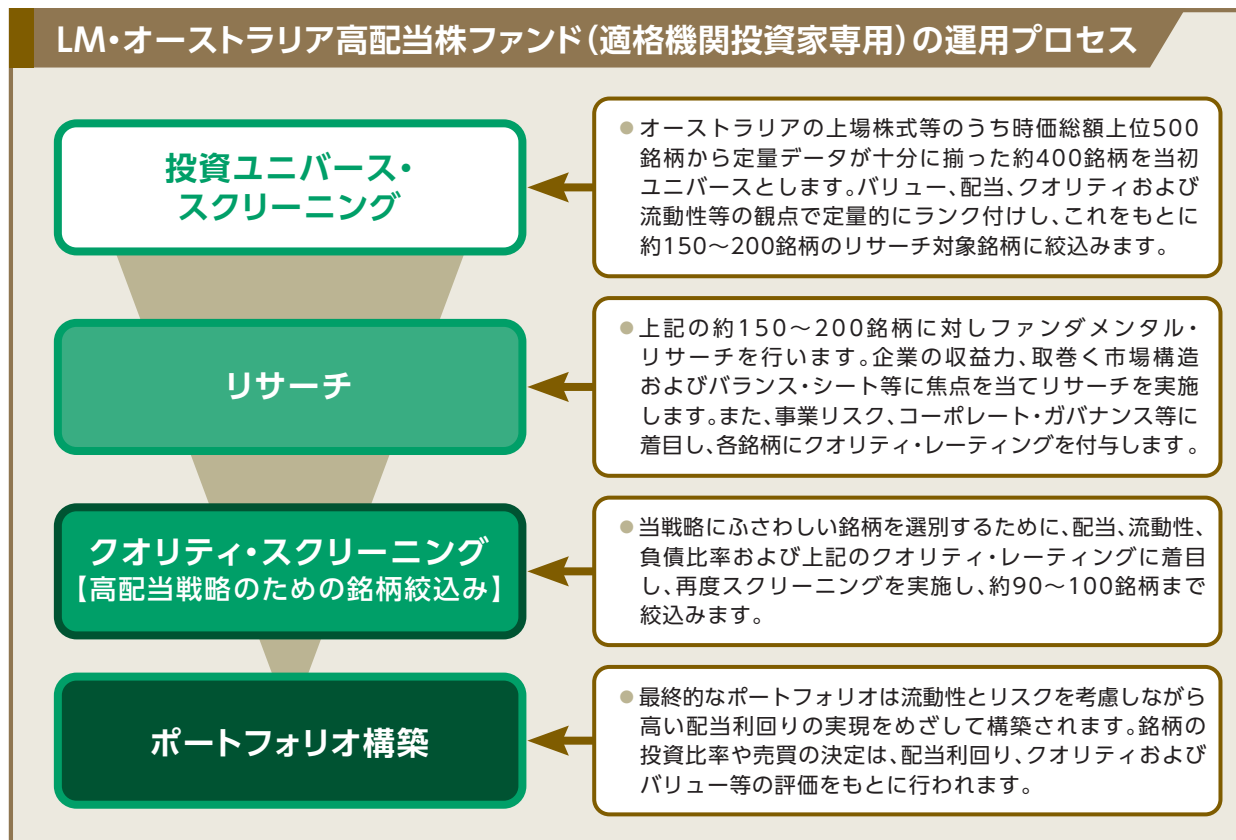 LM・オーストラリア高配当株ファンド(適格機関投資家専用)の運用プロセス
投資ユニバース・
スクリーニング
●オーストラリアの上場株式等のうち時価総額上位500
銘柄から定量データが十分に揃った約400銘柄を当初
ユニバースとします。バリュー、配当、クオリティおよび
流動性等の観点で定量的にランク付けし、これをもとに
約150～200銘柄のリサーチ対象銘柄に絞込みます。
リサーチ
●上記の約150～200銘柄に対しファンダメンタル・
リサーチを行います。企業の収益力、取巻く市場構造
およびバランス・シート等に焦点を当てリサーチを実施
します。また、事業リスク、コーポレート・ガバナンス等に
着目し、各銘柄にクオリティ・レーティングを付与します。
クオリティ・スクリーニング
【高配当戦略のための銘柄絞込み】
●当戦略にふさわしい銘柄を選別するために、配当、流動性、
負債比率および上記のクオリティ・レーティングに着目
し、再度スクリーニングを実施し、約90～100銘柄まで
絞込みます。
ポートフォリオ構築
●最終的なポートフォリオは流動性とリスクを考慮しながら
高い配当利回りの実現をめざして構築されます。銘柄の
投資比率や売買の決定は、配当利回り、クオリティおよび
バリュー等の評価をもとに行われます。